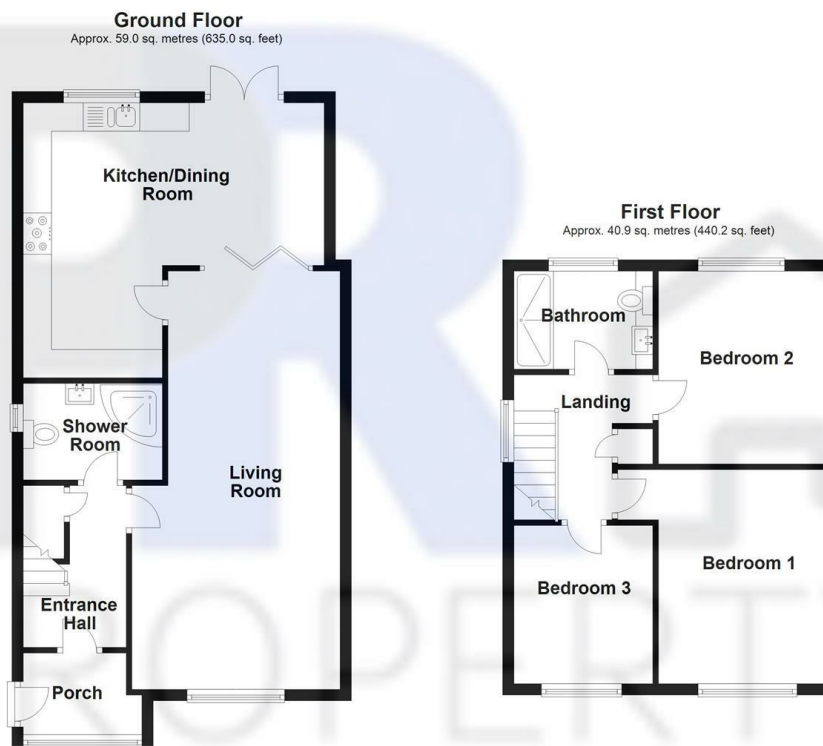 Ground Floor
Approx. 59.0 sq. metres (635.0 sq. feet)
Kitchen/Dining
Room
Shower
Room
Living
Room
Entrance
Hall
Porch
First Floor
Approx. 40.9 sq. metres (440.2 sq. feet)
Bathroom
Bedroom 2
Landing
Bedroom 1
Bedroom 3